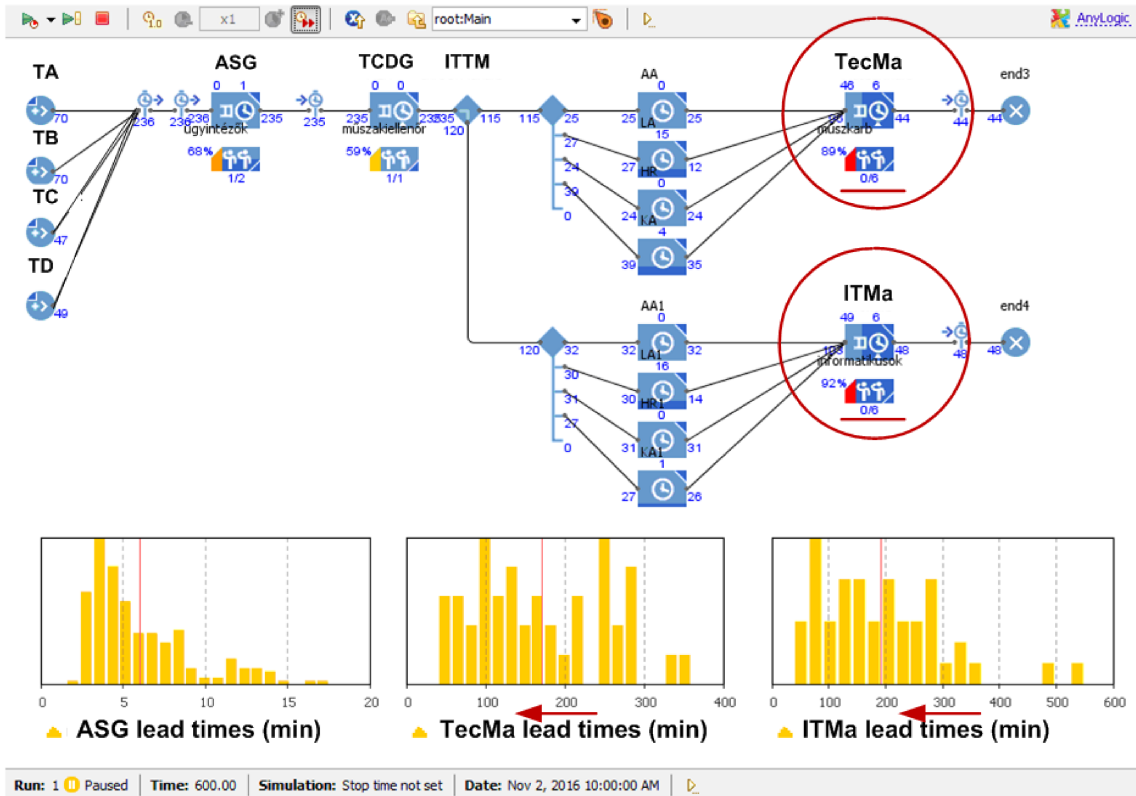 x1
root:Main
AnyLogic
TA
TB
TC
TD
70
70
47
49
236
236
236
ASG
0 1
235
ügyintézők
68%
1/2
235
TCDG
0 0
235
műszakiellenőr
59%
1/1
ITTM
235
120
115
115
25
27
24
39
0
AA
0
25
25
LA
15
27
12
HR
0
24
24
KA
4
39
35
TecMa
46 6
44
műszkarb
89%
0/6
44
44
end3
120
32
30
31
27
0
AA1
0
32
32
LA1
16
30
14
HR1
0
31
31
KA1
1
27
26
ITMa
49 6
103
48
informatikusok
92%
0/6
48
48
end4
0 5 10 15 20
ASG lead times (min)
0 100 200 300 400
TecMa lead times (min)
0 100 200 300 400 500 600
ITMa lead times (min)
Run: 1 Paused Time: 600.00 Simulation: Stop time not set Date: Nov 2, 2016 10:00:00 AM